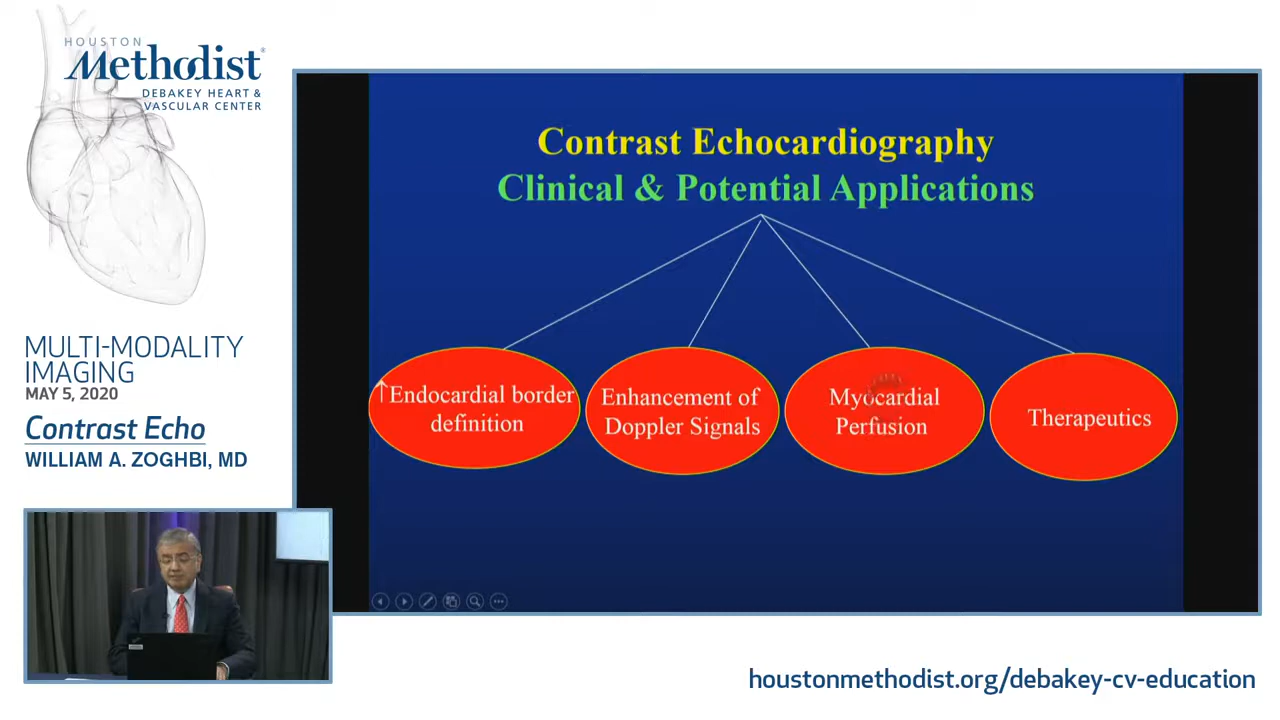 HOUSTON
Methodist®
DEBAKEY HEART &
VASCULAR CENTER
MULTI-MODALITY
IMAGING
MAY 5, 2020
Contrast Echo
WILLIAM A. ZOGHBI, MD
Contrast Echocardiography
Clinical & Potential Applications
↑Endocardial border
definition
Enhancement of
Doppler Signals
Myocardial
Perfusion
Therapeutics
houstonmethodist.org/debakey-cv-education